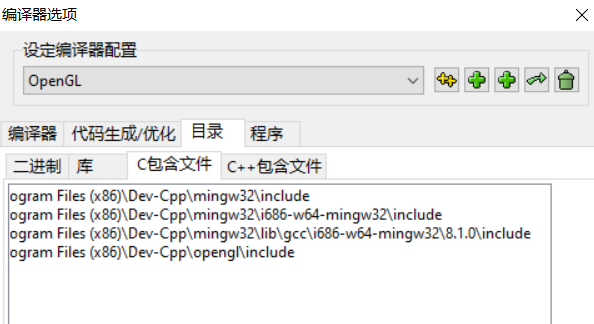 编译器选项
设定编译器配置
OpenGL
编译器 代码生成/优化 目录 程序
二进制 库 C包含文件 C++包含文件
ogram Files (x86)\Dev-Cpp\mingw32\include
ogram Files (x86)\Dev-Cpp\mingw32\i686-w64-mingw32\include
ogram Files (x86)\Dev-Cpp\mingw32\lib\gcc\i686-w64-mingw32\8.1.0\include
ogram Files (x86)\Dev-Cpp\opengl\include